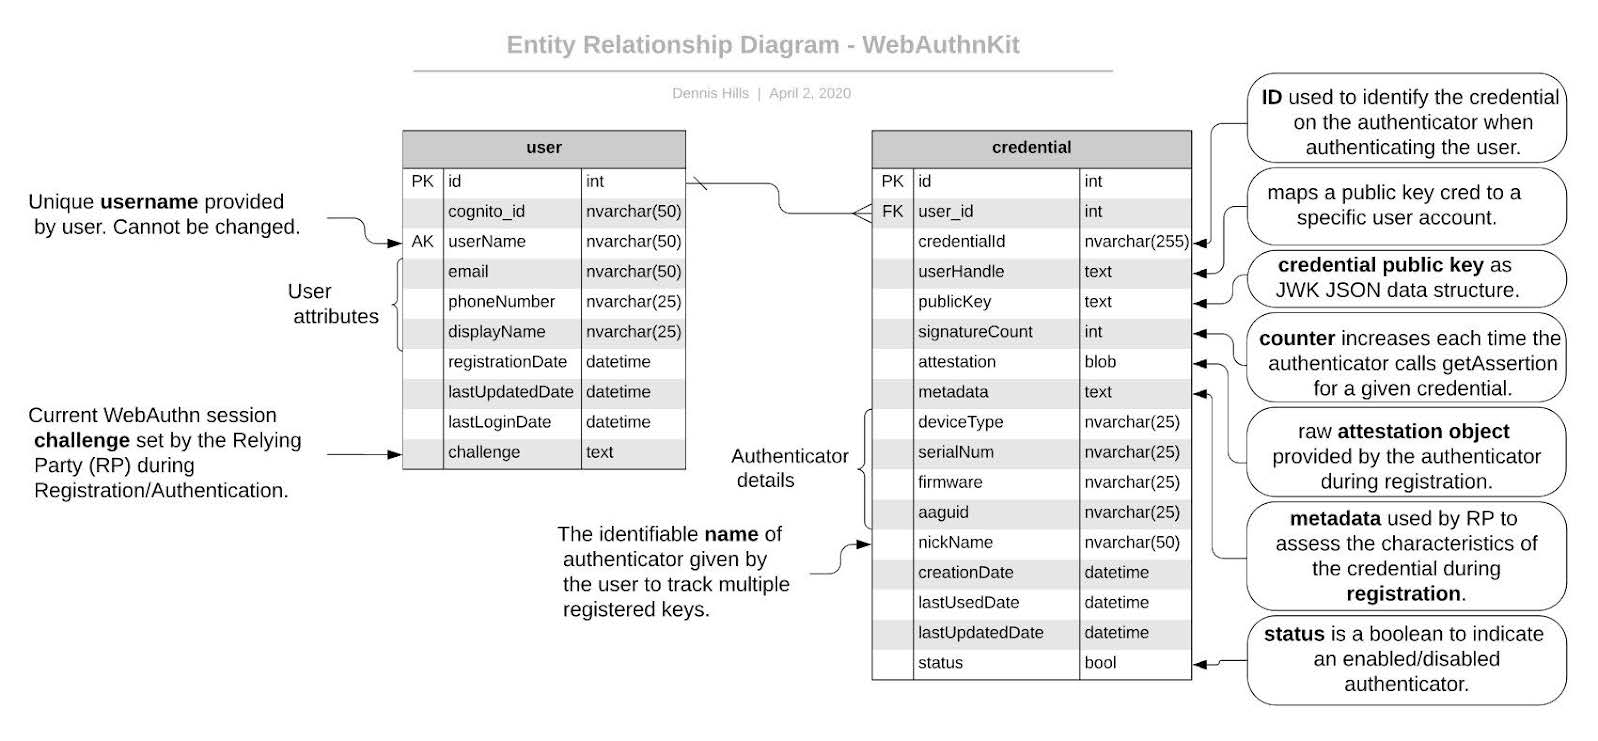 Entity Relationship Diagram - WebAuthnKit
Dennis Hills | April 2, 2020
Unique username provided
by user. Cannot be changed.
User
attributes
Current WebAuthn session
challenge set by the Relying
Party (RP) during
Registration/Authentication.
user
PK id int
cognito_id nvarchar(50)
AK userName nvarchar(50)
email nvarchar(50)
phoneNumber nvarchar(25)
displayName nvarchar(25)
registrationDate datetime
lastUpdatedDate datetime
lastLoginDate datetime
challenge text
Authenticator
details
The identifiable name of
authenticator given by
the user to track multiple
registered keys.
credential
PK id int
FK user_id int
credentialId nvarchar(255)
userHandle text
publicKey text
signatureCount int
attestation blob
metadata text
deviceType nvarchar(25)
serialNum nvarchar(25)
firmware nvarchar(25)
aaguid nvarchar(25)
nickName nvarchar(50)
creationDate datetime
lastUsedDate datetime
lastUpdatedDate datetime
status bool
ID used to identify the credential
on the authenticator when
authenticating the user.
maps a public key cred to a
specific user account.
credential public key as
JWK JSON data structure.
counter increases each time the
authenticator calls getAssertion
for a given credential.
raw attestation object
provided by the authenticator
during registration.
metadata used by RP to
assess the characteristics of
the credential during
registration.
status is a boolean to indicate
an enabled/disabled
authenticator.